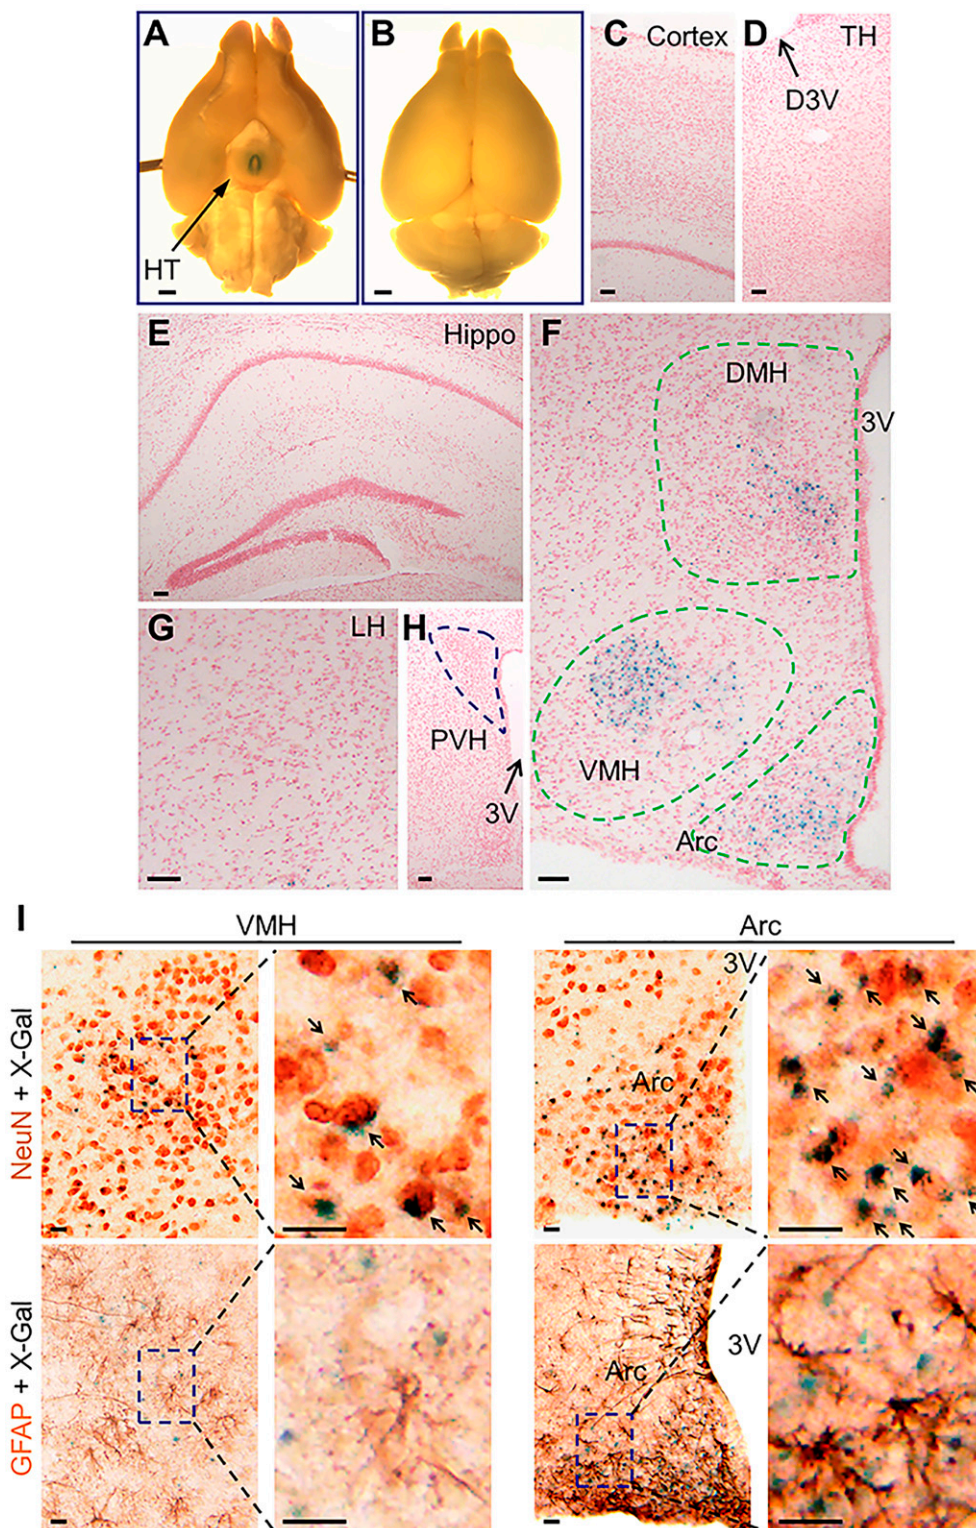 A
HT
B
C Cortex
D TH
D3V
E Hippo
F
DMH
3V
VMH
Arc
G LH
H
PVH
3V
I
VMH
Arc
NeuN + X-Gal
3V
Arc
GFAP + X-Gal
Arc
3V